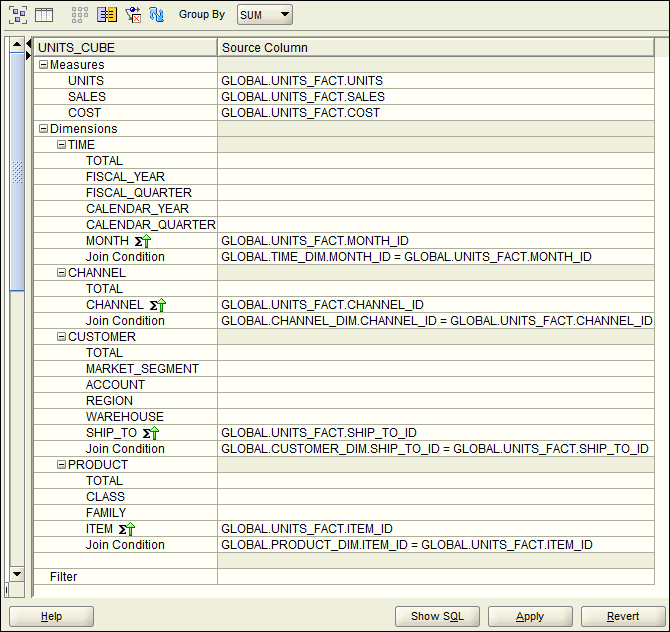 Group By SUM
UNITS_CUBE Source Column
Measures
UNITS GLOBAL.UNITS_FACT.UNITS
SALES GLOBAL.UNITS_FACT.SALES
COST GLOBAL.UNITS_FACT.COST
Dimensions
TIME
TOTAL
FISCAL_YEAR
FISCAL_QUARTER
CALENDAR_YEAR
CALENDAR_QUARTER
MONTH Σ GLOBAL.UNITS_FACT.MONTH_ID
Join Condition GLOBAL.TIME_DIM.MONTH_ID = GLOBAL.UNITS_FACT.MONTH_ID
CHANNEL
TOTAL
CHANNEL Σ GLOBAL.UNITS_FACT.CHANNEL_ID
Join Condition GLOBAL.CHANNEL_DIM.CHANNEL_ID = GLOBAL.UNITS_FACT.CHANNEL_ID
CUSTOMER
TOTAL
MARKET_SEGMENT
ACCOUNT
REGION
WAREHOUSE
SHIP_TO Σ GLOBAL.UNITS_FACT.SHIP_TO_ID
Join Condition GLOBAL.CUSTOMER_DIM.SHIP_TO_ID = GLOBAL.UNITS_FACT.SHIP_TO_ID
PRODUCT
TOTAL
CLASS
FAMILY
ITEM Σ GLOBAL.UNITS_FACT.ITEM_ID
Join Condition GLOBAL.PRODUCT_DIM.ITEM_ID = GLOBAL.UNITS_FACT.ITEM_ID
Filter
Help Show SQL Apply Revert